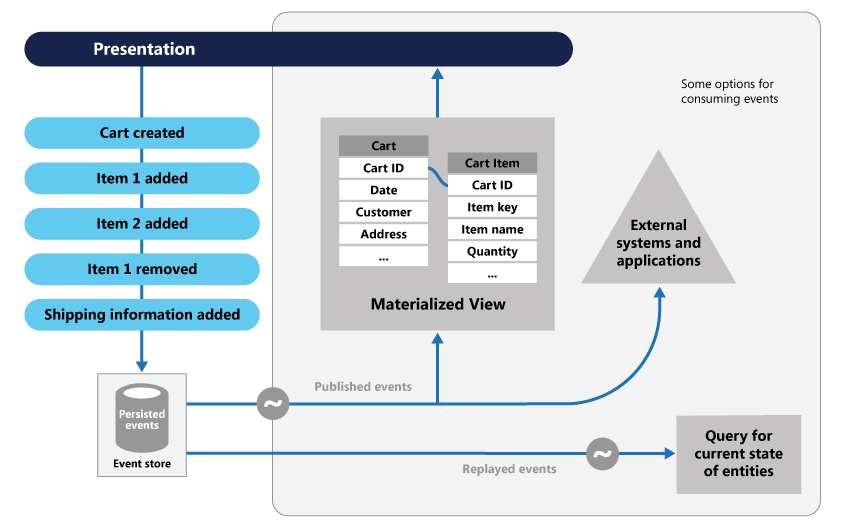 Presentation
Some options for
consuming events
Cart created
Item 1 added
Item 2 added
Item 1 removed
Shipping information added
Cart
Cart ID
Date
Customer
Address
...
Cart Item
Cart ID
Item key
Item name
Quantity
...
Materialized View
External
systems and
applications
Persisted
events
Event store
Published events
~
Replayed events
~
Query for
current state
of entities